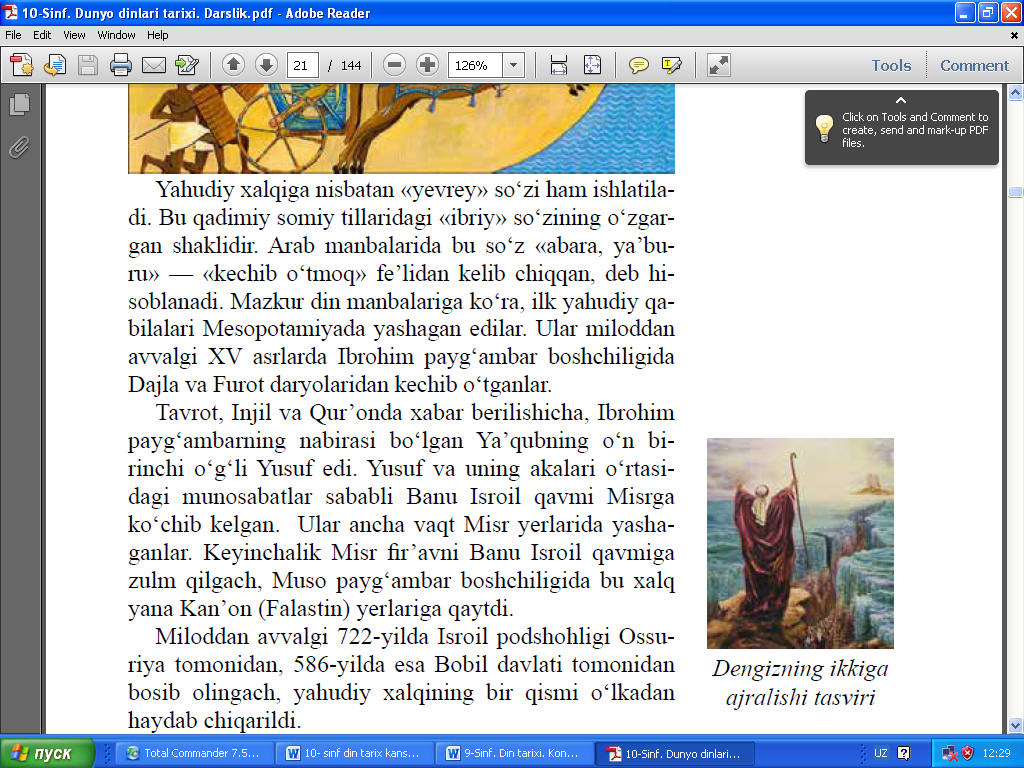 10-Sinf. Dunyo dinlari tarixi. Darslik.pdf - Adobe Reader
File Edit View Window Help
21 / 144 126% Tools Comment
Click on Tools and Comment to
create, send and mark-up PDF
files.
Yahudiy xalqiga nisbatan «yevrey» so‘zi ham ishlatila-
di. Bu qadimiy somiy tillaridagi «ibriy» so‘zining o‘zgar-
gan shaklidir. Arab manbalarida bu so‘z «abara, ya’bu-
ru» — «kechib o‘tmoq» fe’lidan kelib chiqqan, deb hi-
soblanadi. Mazkur din manbalariga ko‘ra, ilk yahudiy qa-
bilalari Mesopotamiyada yashagan edilar. Ular miloddan
avvalgi XV asrlarda Ibrohim payg‘ambar boshchiligida
Dajla va Furot daryolaridan kechib o‘tganlar.
Tavrot, Injil va Qur’onda xabar berilishicha, Ibrohim
payg‘ambarning nabirasi bo‘lgan Ya’qubning o‘n bi-
rinchi o‘g‘li Yusuf edi. Yusuf va uning akalari o‘rtasi-
dagi munosabatlar sababli Banu Isroil qavmi Misrga
ko‘chib kelgan. Ular ancha vaqt Misr yerlarida yasha-
ganlar. Keyinchalik Misr fir’avni Banu Isroil qavmiga
zulm qilgach, Muso payg‘ambar boshchiligida bu xalq
yana Kan’on (Falastin) yerlariga qaytdi.
Miloddan avvalgi 722-yilda Isroil podshohligi Ossu-
riya tomonidan, 586-yilda esa Bobil davlati tomonidan
bosib olingach, yahudiy xalqining bir qismi o‘lkadan
haydab chiqarildi.
Dengizning ikkiga
ajralishi tasviri
пуск Total Commander 7.5... 10- sinf din tarix kans... 9-Sinf. Din tarixi. Kon... 10-Sinf. Dunyo dinlari... UZ 12:29